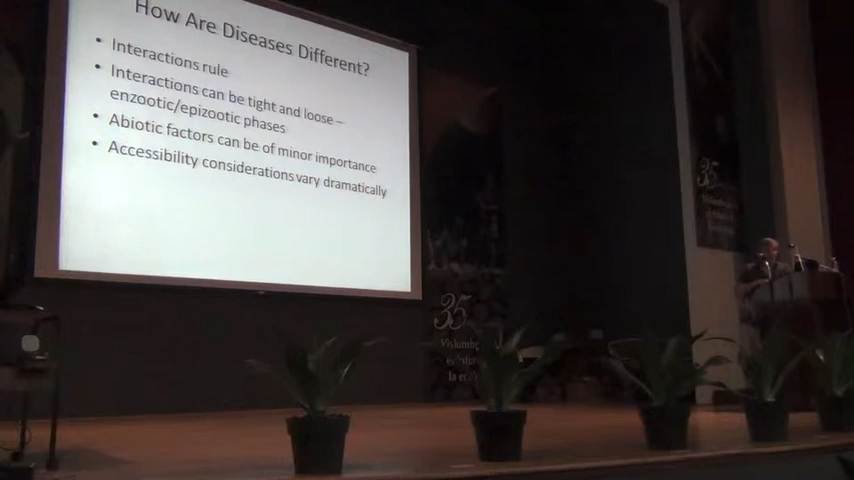 How Are Diseases Different?
• Interactions rule
• Interactions can be tight and loose –
enzootic/epizootic phases
• Abiotic factors can be of minor importance
• Accessibility considerations vary dramatically
35
35